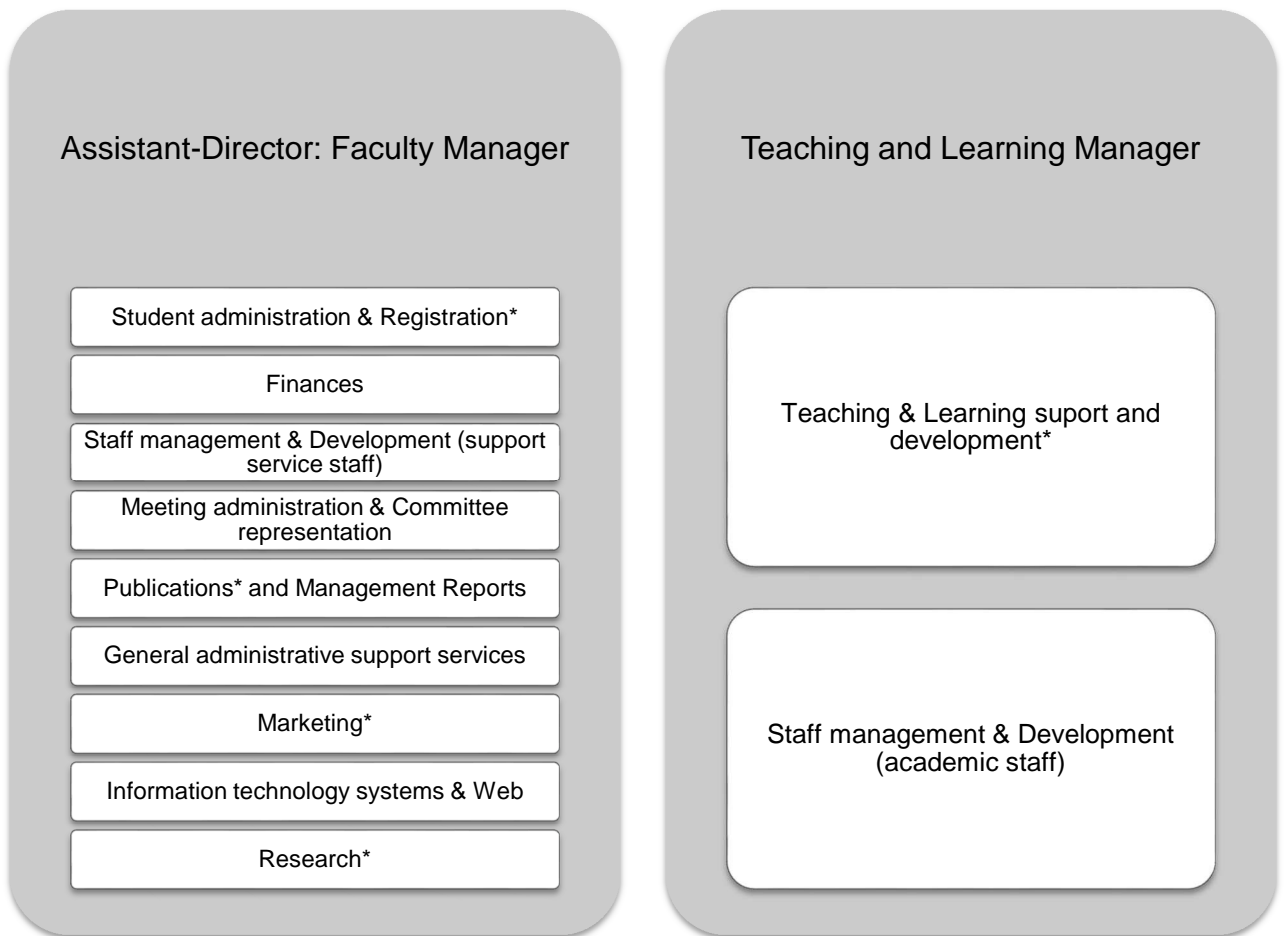 Assistant-Director: Faculty Manager
Student administration & Registration*
Finances
Staff management & Development (support
service staff)
Meeting administration & Committee
representation
Publications* and Management Reports
General administrative support services
Marketing*
Information technology systems & Web
Research*
Teaching and Learning Manager
Teaching & Learning suport and
development*
Staff management & Development
(academic staff)